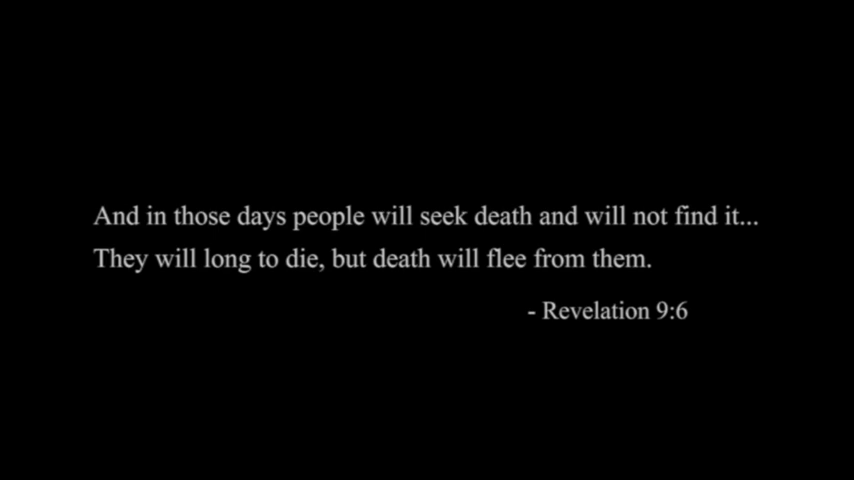 And in those days people will seek death and will not find it...
They will long to die, but death will flee from them.
- Revelation 9:6